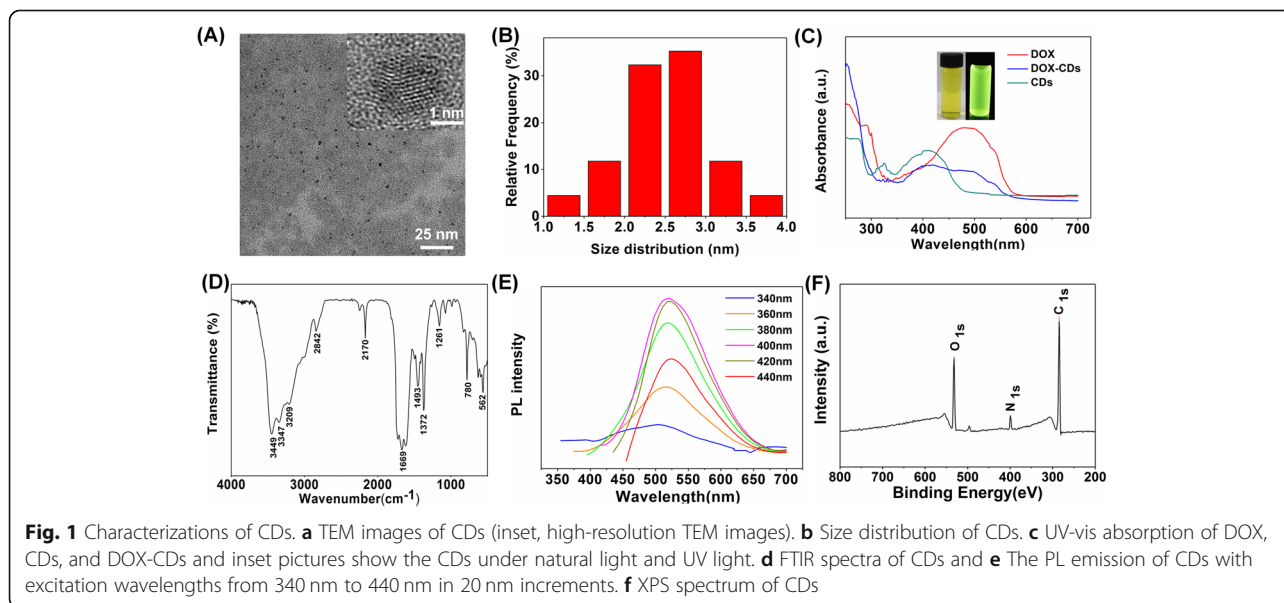 (A)
1 nm
25 nm
(B)
Relative Frequency (%)
30
20
10
0
1.0 1.5 2.0 2.5 3.0 3.5 4.0
Size distribution (nm)
(C)
Absorbance (a.u.)
DOX
DOX-CDs
CDs
300 400 500 600 700
Wavelength(nm)
(D)
Transmittance (%)
3449
3347
3209
2842
2170
1669
1493
1372
1261
780
562
4000 3000 2000 1000
Wavenumber(cm-1)
(E)
PL intensity
340nm
360nm
380nm
400nm
420nm
440nm
350 400 450 500 550 600 650 700
Wavelength(nm)
(F)
Intensity (a.u.)
O 1s
N 1s
C 1s
800 700 600 500 400 300 200
Binding Energy(eV)
Fig. 1 Characterizations of CDs. a TEM images of CDs (inset, high-resolution TEM images). b Size distribution of CDs. c UV-vis absorption of DOX,
CDs, and DOX-CDs and inset pictures show the CDs under natural light and UV light. d FTIR spectra of CDs and e The PL emission of CDs with
excitation wavelengths from 340 nm to 440 nm in 20 nm increments. f XPS spectrum of CDs